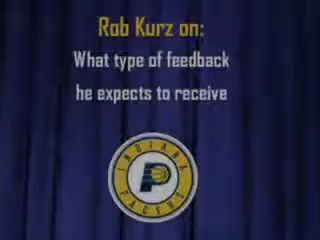 Rob Kurz on:
What type of feedback
he expects to receive
INDIANA
P
PACERS